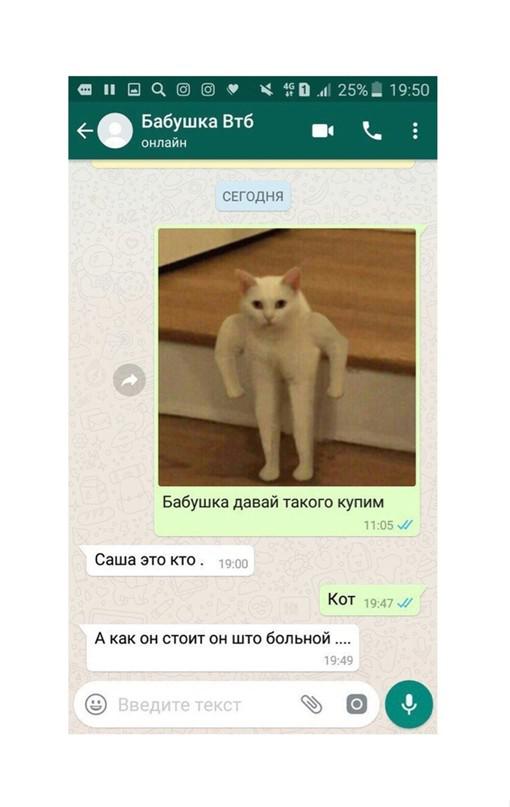 4G 1 25% 19:50
Бабушка Втб
онлайн
СЕГОДНЯ
Бабушка давай такого купим
11:05
Саша это кто . 19:00
Кот 19:47
А как он стоит он што больной ....
19:49
Введите текст